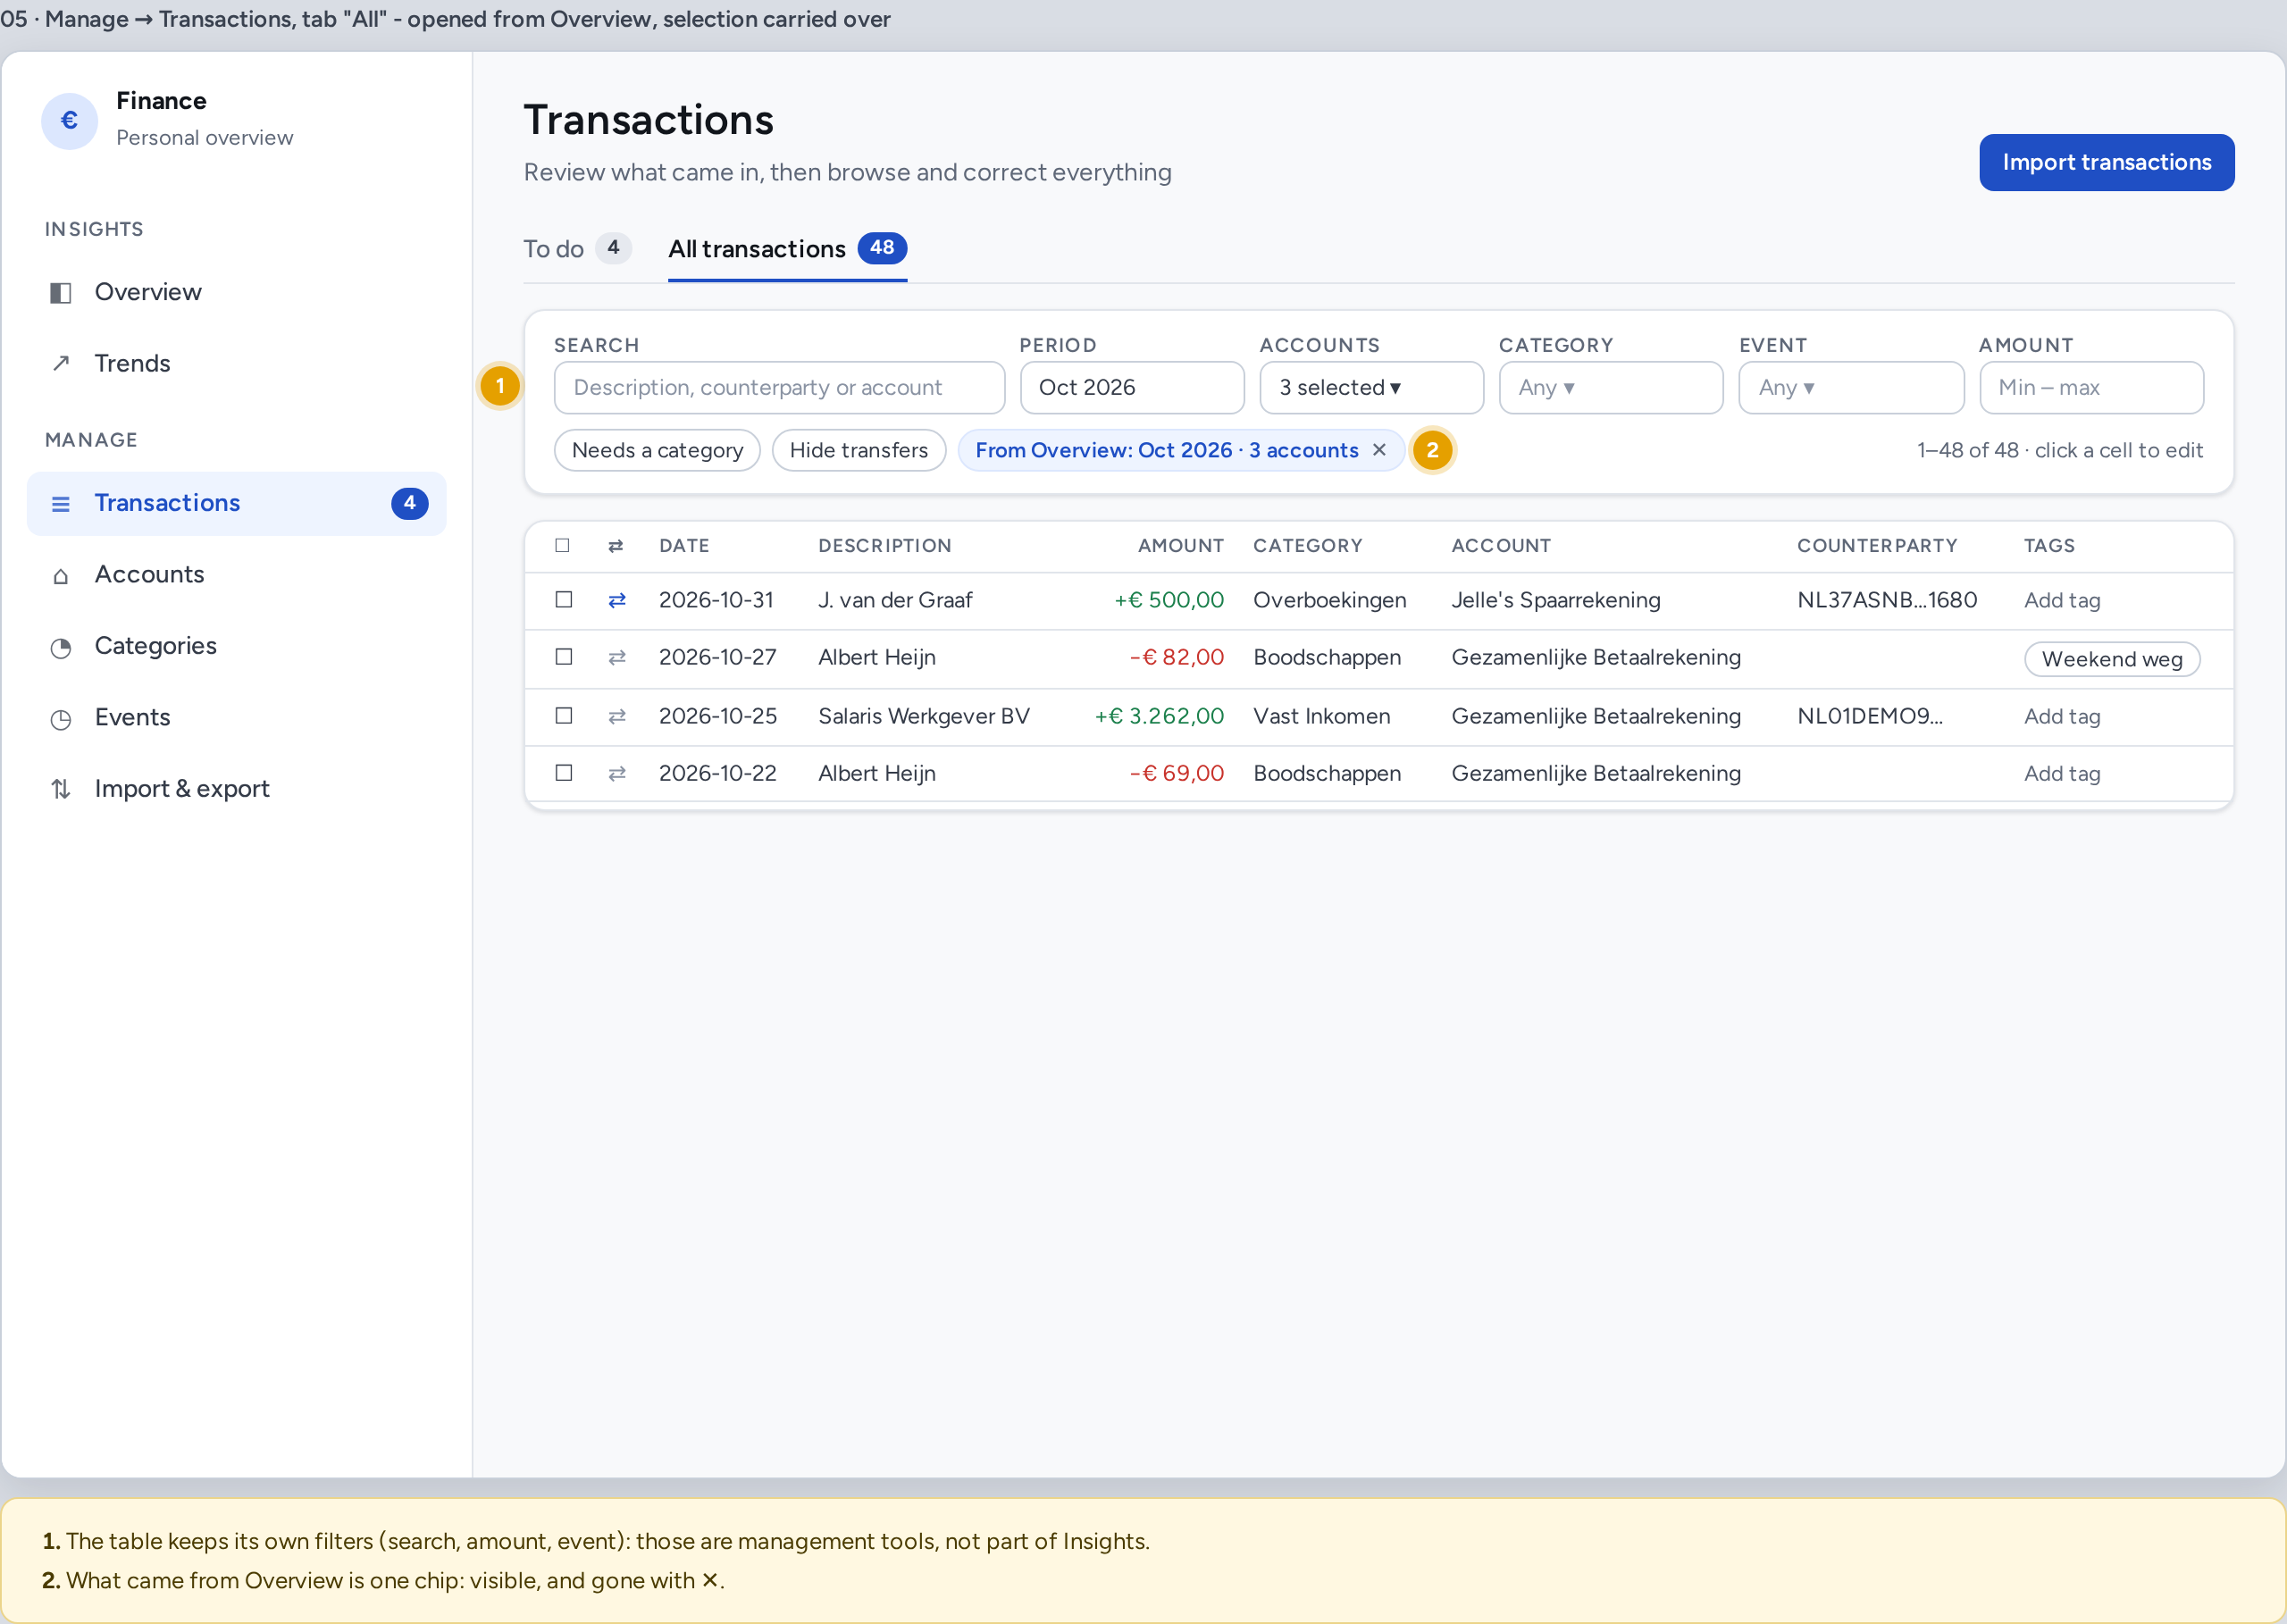 05 · Manage → Transactions, tab "All" - opened from Overview, selection carried over
€
Finance
Personal overview
INSIGHTS
Overview
Trends
MANAGE
Transactions 4
Accounts
Categories
Events
Import & export
Transactions
Review what came in, then browse and correct everything
Import transactions
To do 4 All transactions 48
SEARCH PERIOD ACCOUNTS CATEGORY EVENT AMOUNT
1 Description, counterparty or account Oct 2026 3 selected ▾ Any ▾ Any ▾ Min – max
Needs a category Hide transfers From Overview: Oct 2026 · 3 accounts ✕ 2 1–48 of 48 · click a cell to edit
☐ ⇄ DATE DESCRIPTION AMOUNT CATEGORY ACCOUNT COUNTERPARTY TAGS
☐ ⇄ 2026-10-31 J. van der Graaf +€ 500,00 Overboekingen Jelle's Spaarrekening NL37ASNB...1680 Add tag
☐ ⇄ 2026-10-27 Albert Heijn −€ 82,00 Boodschappen Gezamenlijke Betaalrekening Weekend weg
☐ ⇄ 2026-10-25 Salaris Werkgever BV +€ 3.262,00 Vast Inkomen Gezamenlijke Betaalrekening NL01DEMO9... Add tag
☐ ⇄ 2026-10-22 Albert Heijn −€ 69,00 Boodschappen Gezamenlijke Betaalrekening Add tag
1. The table keeps its own filters (search, amount, event): those are management tools, not part of Insights.
2. What came from Overview is one chip: visible, and gone with ✕.